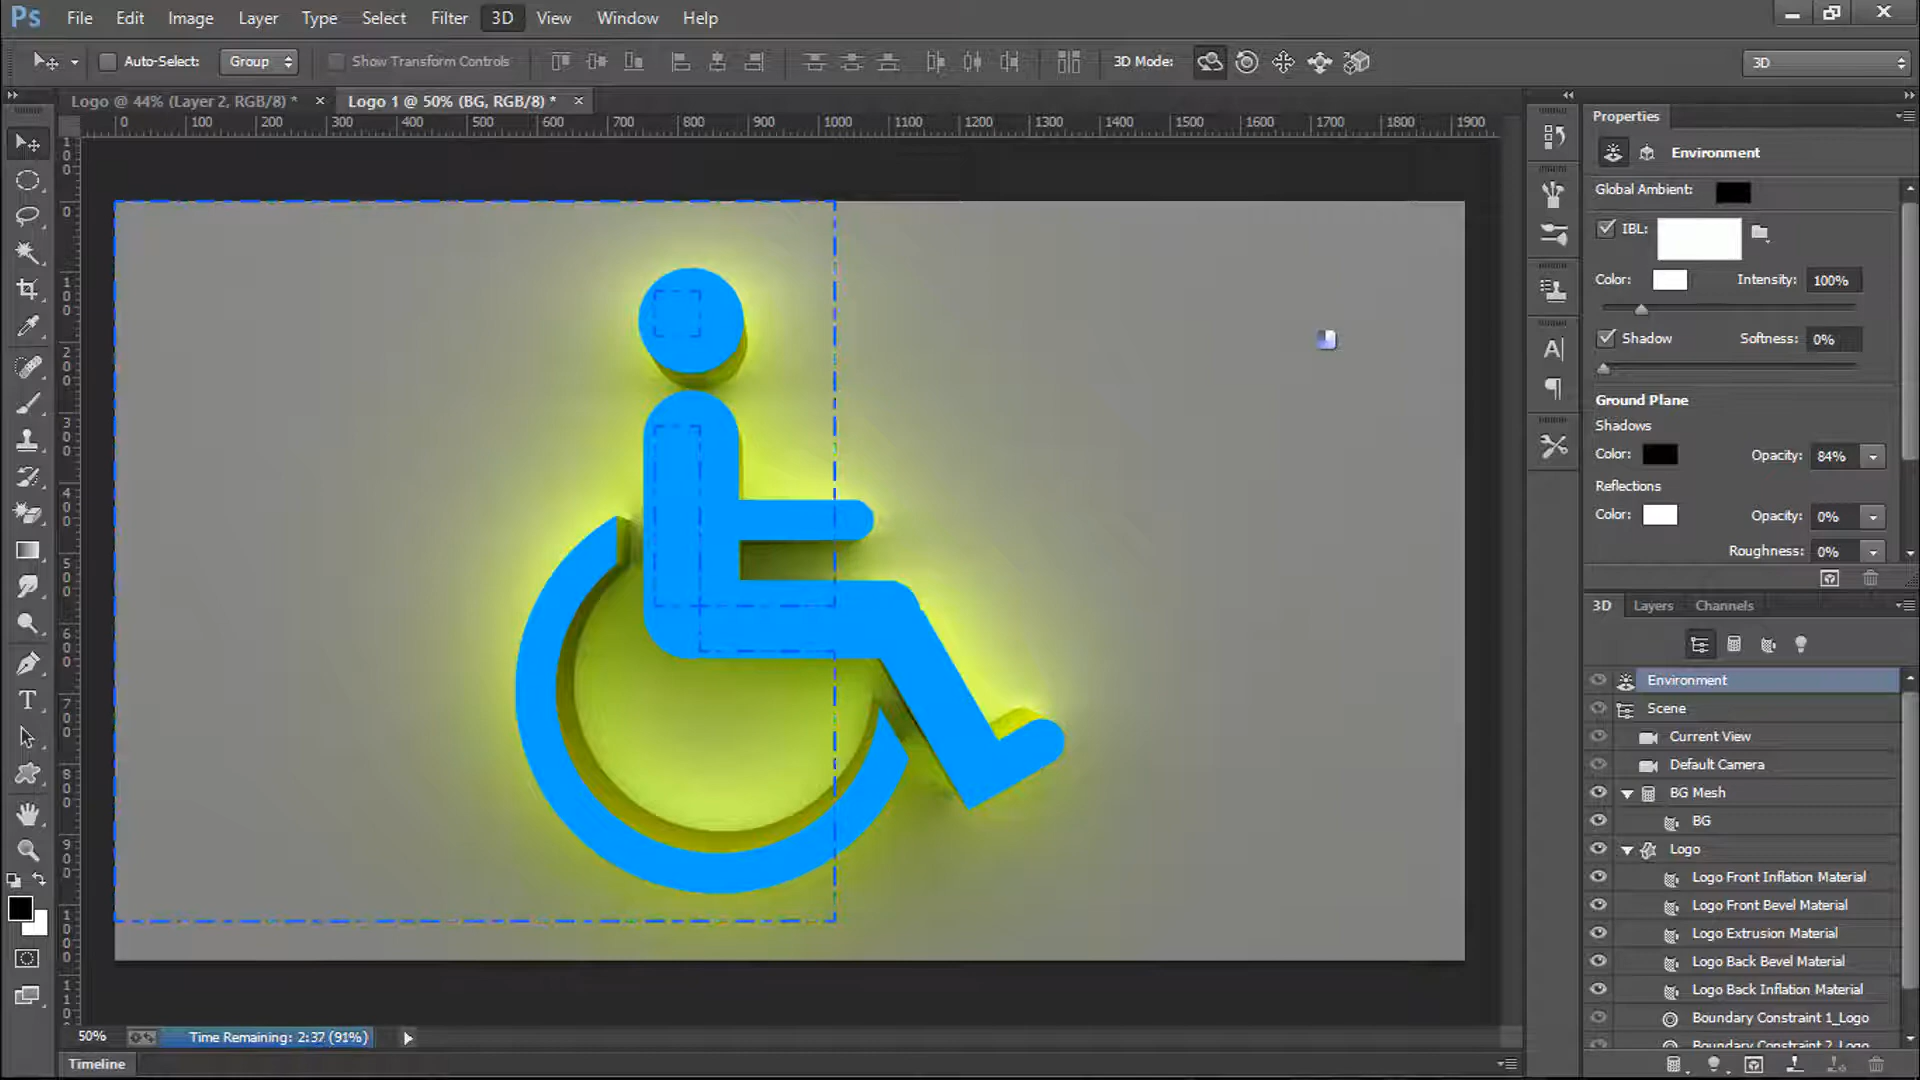 Ps File Edit Image Layer Type Select Filter 3D View Window Help
Auto-Select: Group Show Transform Controls 3D Mode: 3D
Logo @ 44% (Layer 2, RGB/8) * × Logo 1 @ 50% (BG, RGB/8) * ×
0 100 200 300 400 500 600 700 800 900 1000 1100 1200 1300 1400 1500 1600 1700 1800 1900
Properties
Environment
Global Ambient:
IBL:
Color: Intensity: 100%
Shadow Softness: 0%
Ground Plane
Shadows
Color: Opacity: 84%
Reflections
Color: Opacity: 0%
Roughness: 0%
3D Layers Channels
Environment
Scene
Current View
Default Camera
BG Mesh
BG
Logo
Logo Front Inflation Material
Logo Front Bevel Material
Logo Extrusion Material
Logo Back Bevel Material
Logo Back Inflation Material
Boundary Constraint 1_Logo
Boundary Constraint 2_Logo
50% Time Remaining: 2:37 (91%)
Timeline